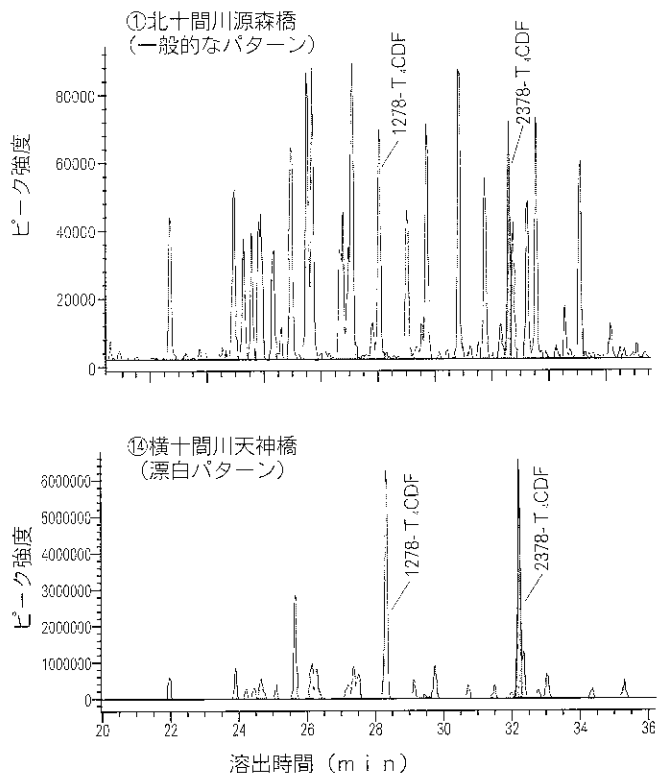 ①北十間川源森橋
(一般的なパターン)
ピーク強度
80000
60000
40000
20000
0
1278-T₄CDF
2378-T₄CDF
⑭横十間川天神橋
(漂白パターン)
ピーク強度
6000000
5000000
4000000
3000000
2000000
1000000
0
1278-T₄CDF
2378-T₄CDF
20 22 24 26 28 30 32 34 36
溶出時間(min)